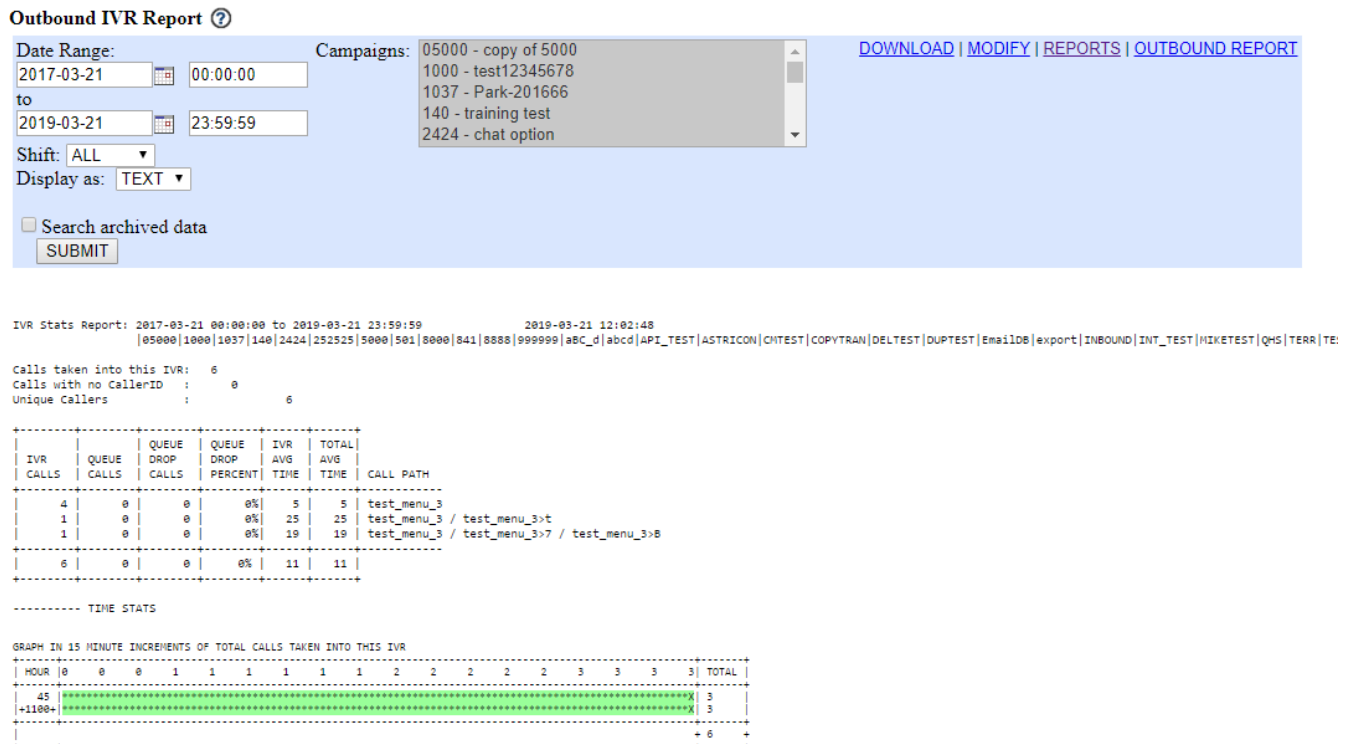 Outbound IVR Report ?
Date Range:
2017-03-21 00:00:00
to
2019-03-21 23:59:59
Shift: ALL
Display as: TEXT
Search archived data
SUBMIT
Campaigns: 05000 - copy of 5000
1000 - test12345678
1037 - Park-201666
140 - training test
2424 - chat option
DOWNLOAD | MODIFY | REPORTS | OUTBOUND REPORT
IVR Stats Report: 2017-03-21 00:00:00 to 2019-03-21 23:59:59 2019-03-21 12:02:48
|05000|1000|1037|140|2424|252525|5000|501|8000|841|8888|999999|aBC_d|abcd|API_TEST|ASTRICON|CMTEST|COPYTRAN|DELTEST|DUPTEST|EmailDB|export|INBOUND|INT_TEST|MIKETEST|QHS|TERR|TE
Calls taken into this IVR: 6
Calls with no CallerID : 0
Unique Callers : 6
+--------+--------+--------+--------+------+------+
| | | QUEUE | QUEUE | IVR | TOTAL|
| IVR | QUEUE | DROP | DROP | AVG | AVG |
| CALLS | CALLS | CALLS | PERCENT| TIME | TIME | CALL PATH
+--------+--------+--------+--------+------+------+-----------
| 4 | 0 | 0 | 0%| 5 | 5 | test_menu_3
| 1 | 0 | 0 | 0%| 25 | 25 | test_menu_3 / test_menu_3>t
| 1 | 0 | 0 | 0%| 19 | 19 | test_menu_3 / test_menu_3>7 / test_menu_3>B
+--------+--------+--------+--------+------+------+-----------
| 6 | 0 | 0 | 0% | 11 | 11 |
+--------+--------+--------+--------+------+------+
---------- TIME STATS
GRAPH IN 15 MINUTE INCREMENTS OF TOTAL CALLS TAKEN INTO THIS IVR
| HOUR |0 0 0 1 1 1 1 1 1 2 2 2 2 2 3 3 3 3| TOTAL |
| 45 | X| 3 |
|+1100+| X| 3 |
| + 6 +